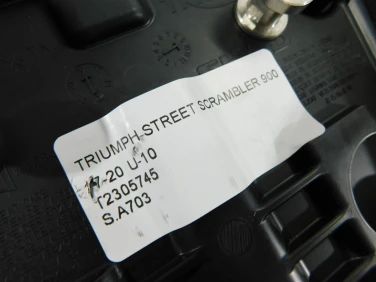 TRIUMPH-STREET SCRAMBLER 900
17-20 U-10
T2305745
S.A703